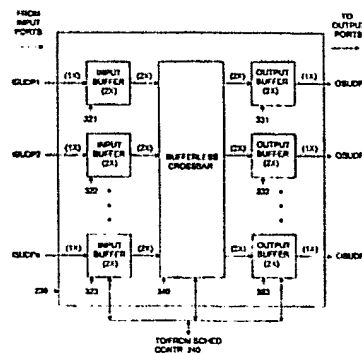 FROM INPUT PORTS
TO OUTPUT PORTS
(1X) INPUT BUFFER (2X) (2X) (2X) OUTPUT BUFFER (2X) (1X)
321 331
(1X) INPUT BUFFER (2X) (2X) BUFFERLESS CROSSBAR (2X) OUTPUT BUFFER (2X) (1X)
322 332
(1X) INPUT BUFFER (2X) (2X) (2X) OUTPUT BUFFER (2X) (1X)
323 340
TO/FROM SCHED
CONTR 240